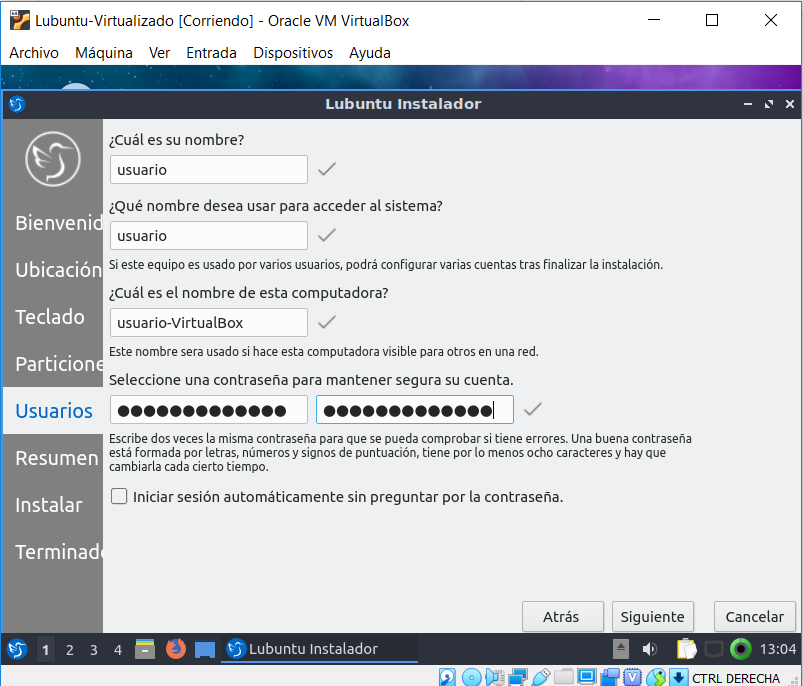 Lubuntu-Virtualizado [Corriendo] - Oracle VM VirtualBox
Archivo Máquina Ver Entrada Dispositivos Ayuda
Lubuntu Instalador
Bienvenid
Ubicación
Teclado
Particione
Usuarios
Resumen
Instalar
Terminado
¿Cuál es su nombre?
usuario
¿Qué nombre desea usar para acceder al sistema?
usuario
Si este equipo es usado por varios usuarios, podrá configurar varias cuentas tras finalizar la instalación.
¿Cuál es el nombre de esta computadora?
usuario-VirtualBox
Este nombre sera usado si hace esta computadora visible para otros en una red.
Seleccione una contraseña para mantener segura su cuenta.
●●●●●●●●●●●●● ●●●●●●●●●●●●●
Escribe dos veces la misma contraseña para que se pueda comprobar si tiene errores. Una buena contraseña
está formada por letras, números y signos de puntuación, tiene por lo menos ocho caracteres y hay que
cambiarla cada cierto tiempo.
Iniciar sesión automáticamente sin preguntar por la contraseña.
Atrás Siguiente Cancelar
1 2 3 4 Lubuntu Instalador 13:04
CTRL DERECHA